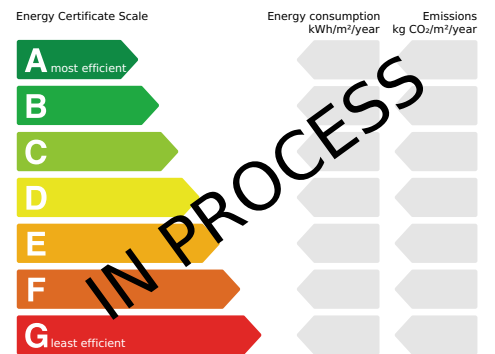 Energy Certificate Scale
Energy consumption
kWh/m²/year
Emissions
kg CO₂/m²/year
A most efficient
B
C
D
E
F
G least efficient
IN PROCESS